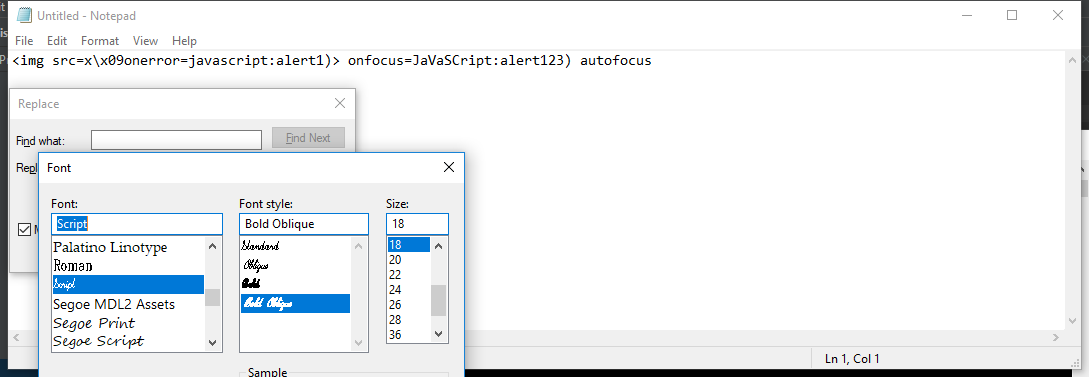 Untitled - Notepad
File Edit Format View Help
<img src=x\x09onerror=javascript:alert1)> onfocus=JaVaSCript:alert123) autofocus
Replace
Find what:
Find Next
Repl
Font
Font:
Font style:
Size:
Script
Bold Oblique
18
Palatino Linotype
Roman
Script
Segoe MDL2 Assets
Segoe Print
Segoe Script
Standard
Oblique
Bold
Bold Oblique
18
20
22
24
26
28
36
Sample
Ln 1, Col 1